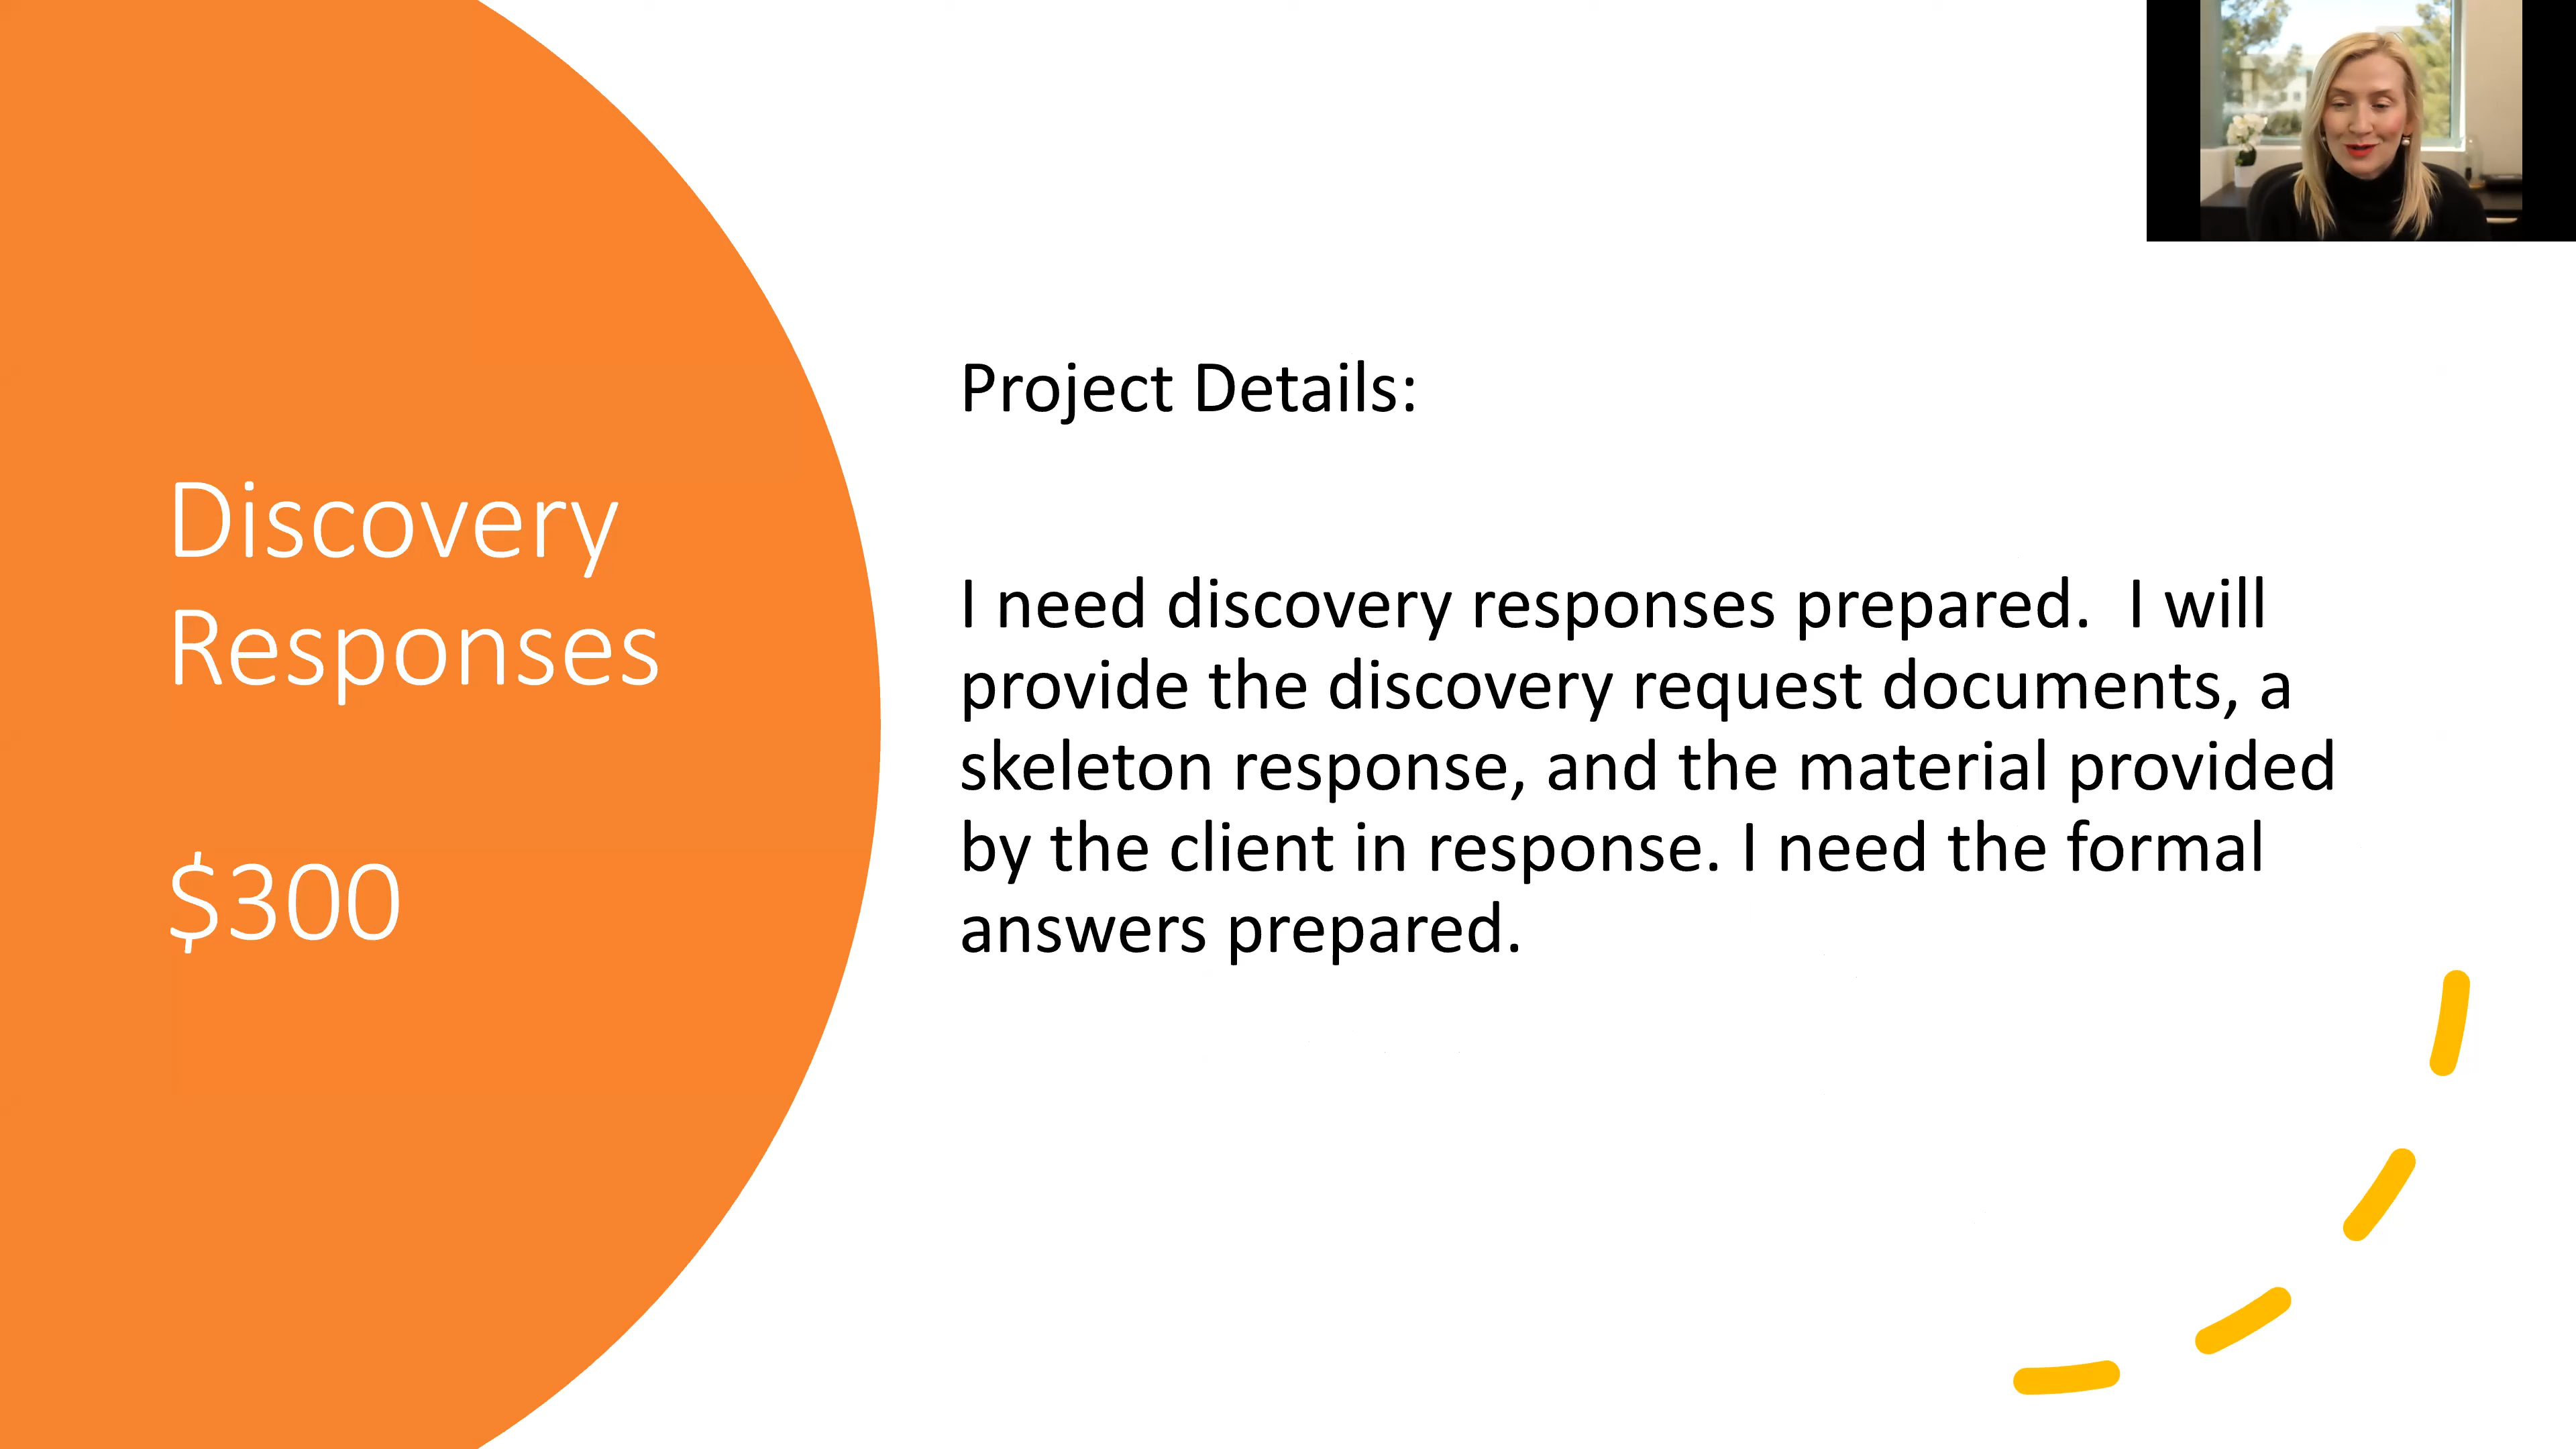 Discovery
Responses
$300
Project Details:
I need discovery responses prepared.  I will
provide the discovery request documents, a
skeleton response, and the material provided
by the client in response. I need the formal
answers prepared.